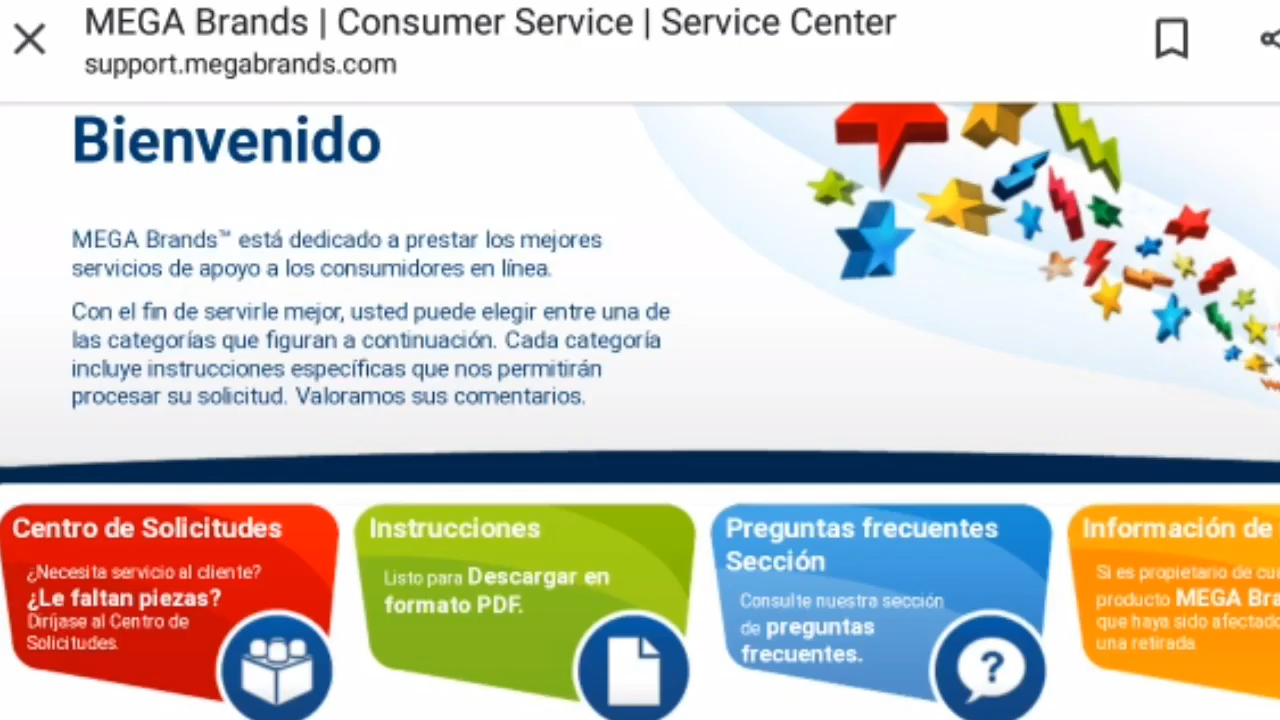 MEGA Brands | Consumer Service | Service Center
support.megabrands.com
Bienvenido
MEGA Brands™ está dedicado a prestar los mejores
servicios de apoyo a los consumidores en línea.
Con el fin de servirle mejor, usted puede elegir entre una de
las categorías que figuran a continuación. Cada categoría
incluye instrucciones específicas que nos permitirán
procesar su solicitud. Valoramos sus comentarios.
Centro de Solicitudes
¿Necesita servicio al cliente?
¿Le faltan piezas?
Diríjase al Centro de
Solicitudes.
Instrucciones
Listo para Descargar en
formato PDF.
Preguntas frecuentes
Sección
Consulte nuestra sección
de preguntas
frecuentes.
?
Información de
Si es propietario de
producto MEGA
que haya sido
una retirada.